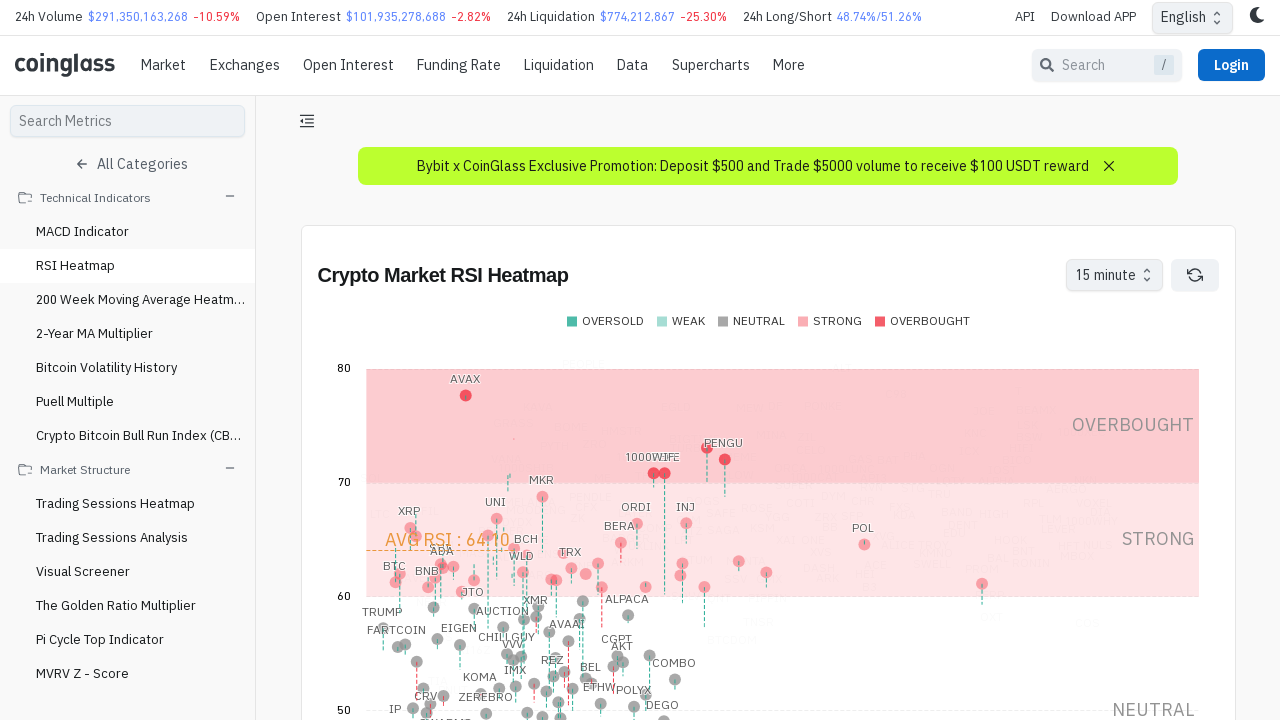 24h Volume $291,350,163,268 -10.59% Open Interest $101,935,278,688 -2.82% 24h Liquidation $774,212,867 -25.30% 24h Long/Short 48.74%/51.26% API Download APP English
coinglass Market Exchanges Open Interest Funding Rate Liquidation Data Supercharts More Search / Login
Search Metrics
All Categories
Technical Indicators
MACD Indicator
RSI Heatmap
200 Week Moving Average Heatm...
2-Year MA Multiplier
Bitcoin Volatility History
Puell Multiple
Crypto Bitcoin Bull Run Index (CB...
Market Structure
Trading Sessions Heatmap
Trading Sessions Analysis
Visual Screener
The Golden Ratio Multiplier
Pi Cycle Top Indicator
MVRV Z - Score
Bybit x CoinGlass Exclusive Promotion: Deposit $500 and Trade $5000 volume to receive $100 USDT reward
Crypto Market RSI Heatmap
15 minute
OVERSOLD WEAK NEUTRAL STRONG OVERBOUGHT
80
AVAX
OVERBOUGHT
PENGU
WIF
70
MKR
UNI
ORDI INJ
XRP
BERA
POL
AVG RSI : 64.10
BCH
STRONG
ADA
TRX
WLD
BTC
BNB
JTO
60
XMR
ALPACA
TRUMP
AUCTION
FARTCOIN
EIGEN
AVAAI
CHILLGUY
CGPT
VVV
AKT
REZ
COMBO
BEL
IMX
KOMA
ETHW
POLYX
CRV
ZEREBRO
DEGO
IP
50
NEUTRAL